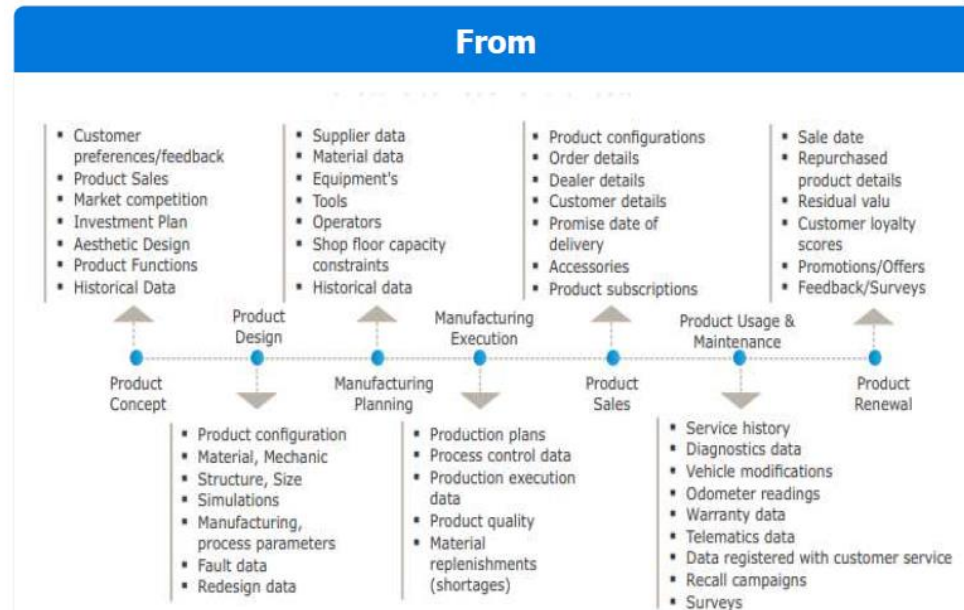 From
▪ Customer
preferences/feedback
▪ Product Sales
▪ Market competition
▪ Investment Plan
▪ Aesthetic Design
▪ Product Functions
▪ Historical Data
▪ Supplier data
▪ Material data
▪ Equipment's
▪ Tools
▪ Operators
▪ Shop floor capacity
constraints
▪ Historical data
▪ Product configurations
▪ Order details
▪ Dealer details
▪ Customer details
▪ Promise date of
delivery
▪ Accessories
▪ Product subscriptions
▪ Sale date
▪ Repurchased
product details
▪ Residual valu
▪ Customer loyalty
scores
▪ Promotions/Offers
▪ Feedback/Surveys
Product
Concept
Product
Design
Manufacturing
Planning
Manufacturing
Execution
Product
Sales
Product Usage &
Maintenance
Product
Renewal
▪ Product configuration
▪ Material, Mechanic
▪ Structure, Size
▪ Simulations
▪ Manufacturing,
process parameters
▪ Fault data
▪ Redesign data
▪ Production plans
▪ Process control data
▪ Production execution
data
▪ Product quality
▪ Material
replenishments
(shortages)
▪ Service history
▪ Diagnostics data
▪ Vehicle modifications
▪ Odometer readings
▪ Warranty data
▪ Telematics data
▪ Data registered with customer service
▪ Recall campaigns
▪ Surveys